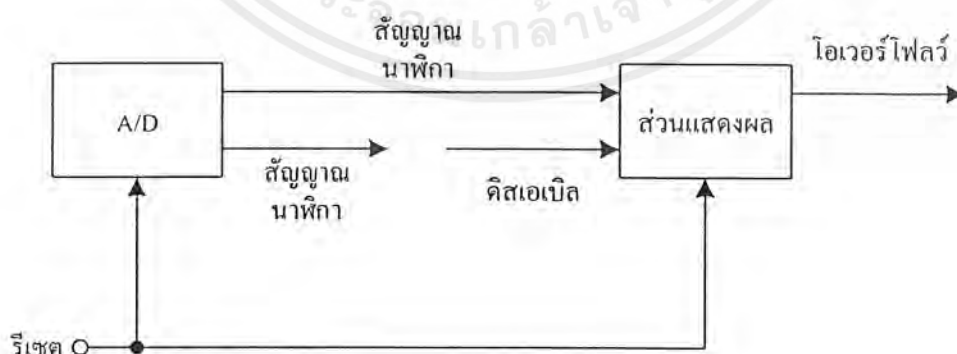 สัญญาณ
นาฬิกา
โอเวอร์โฟลว์
A/D
ส่วนแสดงผล
สัญญาณ
นาฬิกา
ดิสเอเบิล
รีเซต